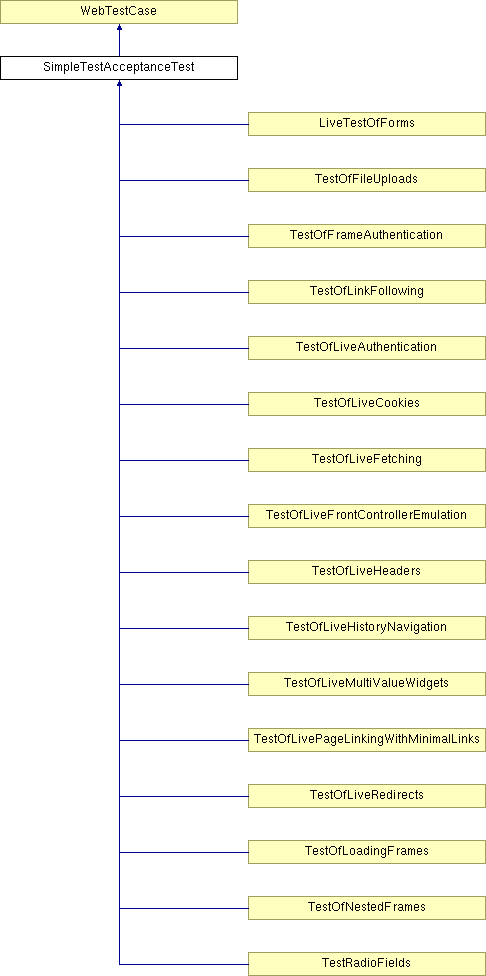 WebTestCase
SimpleTestAcceptanceTest
LiveTestOfForms
TestOfFileUploads
TestOfFrameAuthentication
TestOfLinkFollowing
TestOfLiveAuthentication
TestOfLiveCookies
TestOfLiveFetching
TestOfLiveFrontControllerEmulation
TestOfLiveHeaders
TestOfLiveHistoryNavigation
TestOfLiveMultiValueWidgets
TestOfLivePageLinkingWithMinimalLinks
TestOfLiveRedirects
TestOfLoadingFrames
TestOfNestedFrames
TestRadioFields